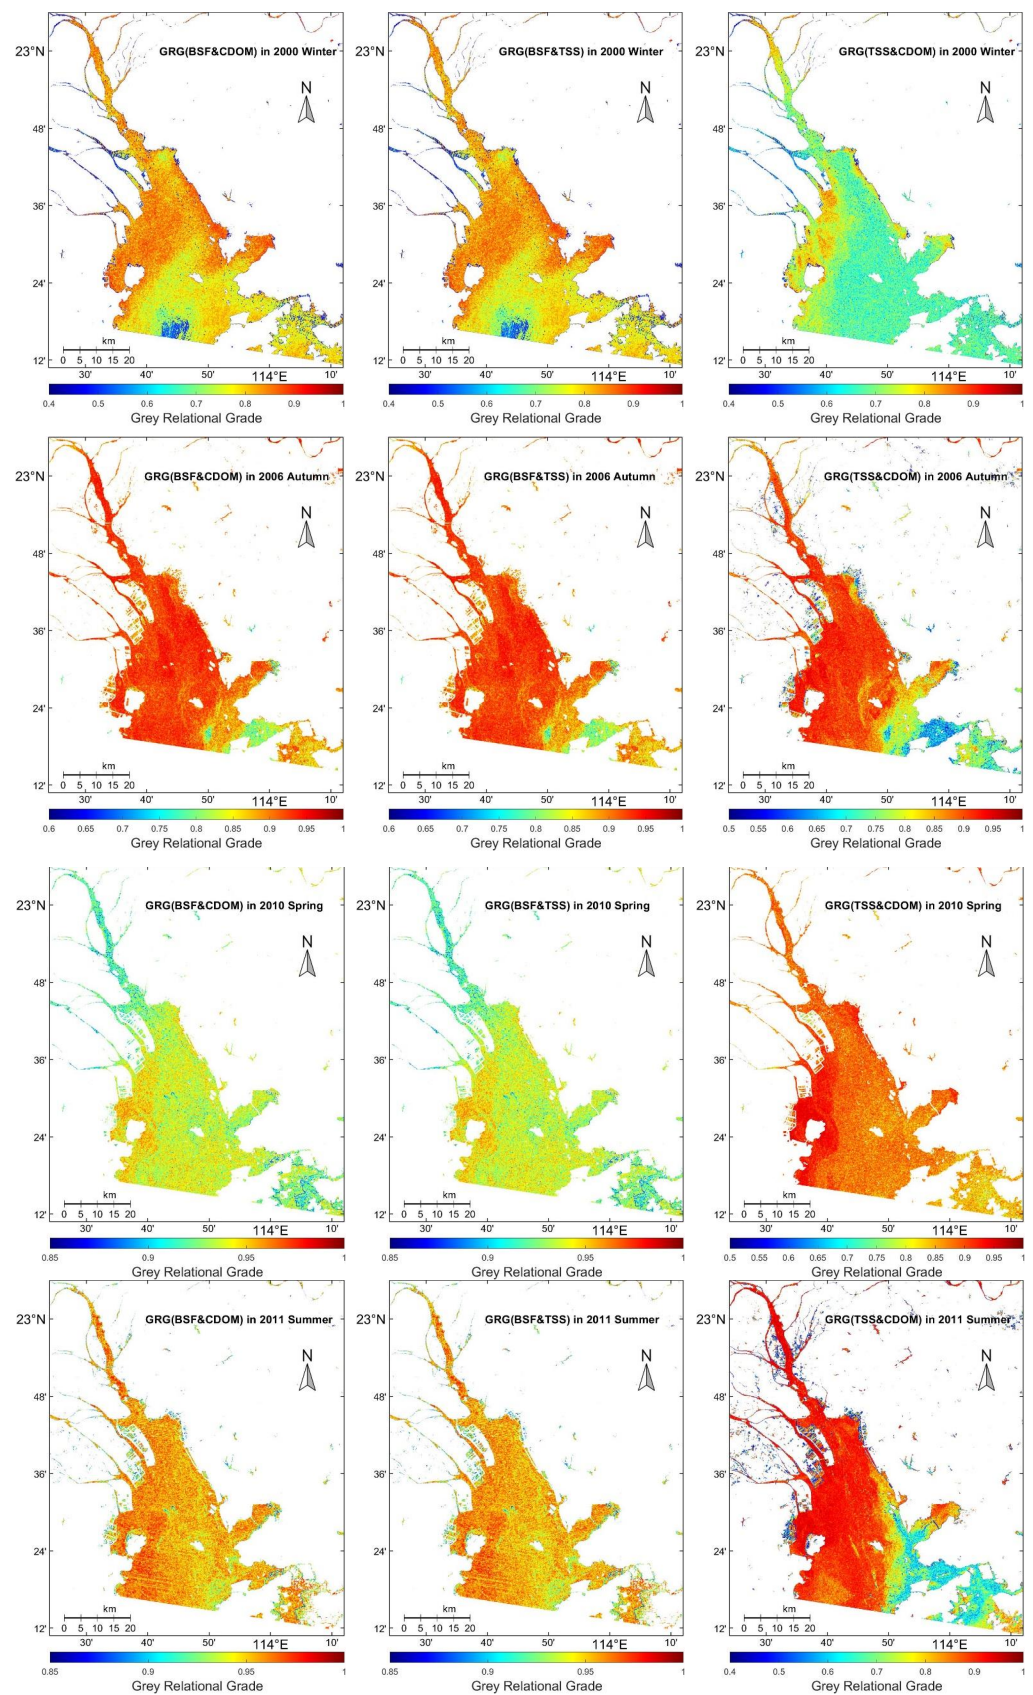 GRG(BSF&CDOM) in 2000 Winter
GRG(BSF&TSS) in 2000 Winter
GRG(TSS&CDOM) in 2000 Winter
23°N 23°N 23°N
N N N
48' 48' 48'
36' 36' 36'
24' 24' 24'
km km km
0 5 10 15 20 0 5 10 15 20 0 5 10 15 20
12' 12' 12'
30' 40' 50' 114°E 10' 30' 40' 50' 114°E 10' 30' 40' 50' 114°E 10'
0.4 0.5 0.6 0.7 0.8 0.9 1 0.4 0.5 0.6 0.7 0.8 0.9 1 0.4 0.5 0.6 0.7 0.8 0.9 1
Grey Relational Grade Grey Relational Grade Grey Relational Grade
GRG(BSF&CDOM) in 2006 Autumn
GRG(BSF&TSS) in 2006 Autumn
GRG(TSS&CDOM) in 2006 Autumn
23°N 23°N 23°N
N N N
48' 48' 48'
36' 36' 36'
24' 24' 24'
km km km
0 5 10 15 20 0 5 10 15 20 0 5 10 15 20
12' 12' 12'
30' 40' 50' 114°E 10' 30' 40' 50' 114°E 10' 30' 40' 50' 114°E 10'
0.6 0.65 0.7 0.75 0.8 0.85 0.9 0.95 1 0.6 0.65 0.7 0.75 0.8 0.85 0.9 0.95 1 0.5 0.55 0.6 0.65 0.7 0.75 0.8 0.85 0.9 0.95 1
Grey Relational Grade Grey Relational Grade Grey Relational Grade
GRG(BSF&CDOM) in 2010 Spring
GRG(BSF&TSS) in 2010 Spring
GRG(TSS&CDOM) in 2010 Spring
23°N 23°N 23°N
N N N
48' 48' 48'
36' 36' 36'
24' 24' 24'
km km km
0 5 10 15 20 0 5 10 15 20 0 5 10 15 20
12' 12' 12'
30' 40' 50' 114°E 10' 30' 40' 50' 114°E 10' 30' 40' 50' 114°E 10'
0.85 0.9 0.95 1 0.85 0.9 0.95 1 0.5 0.55 0.6 0.65 0.7 0.75 0.8 0.85 0.9 0.95 1
Grey Relational Grade Grey Relational Grade Grey Relational Grade
GRG(BSF&CDOM) in 2011 Summer
GRG(BSF&TSS) in 2011 Summer
GRG(TSS&CDOM) in 2011 Summer
23°N 23°N 23°N
N N N
48' 48' 48'
36' 36' 36'
24' 24' 24'
km km km
0 5 10 15 20 0 5 10 15 20 0 5 10 15 20
12' 12' 12'
30' 40' 50' 114°E 10' 30' 40' 50' 114°E 10' 30' 40' 50' 114°E 10'
0.85 0.9 0.95 1 0.85 0.9 0.95 1 0.4 0.5 0.6 0.7 0.8 0.9 1
Grey Relational Grade Grey Relational Grade Grey Relational Grade